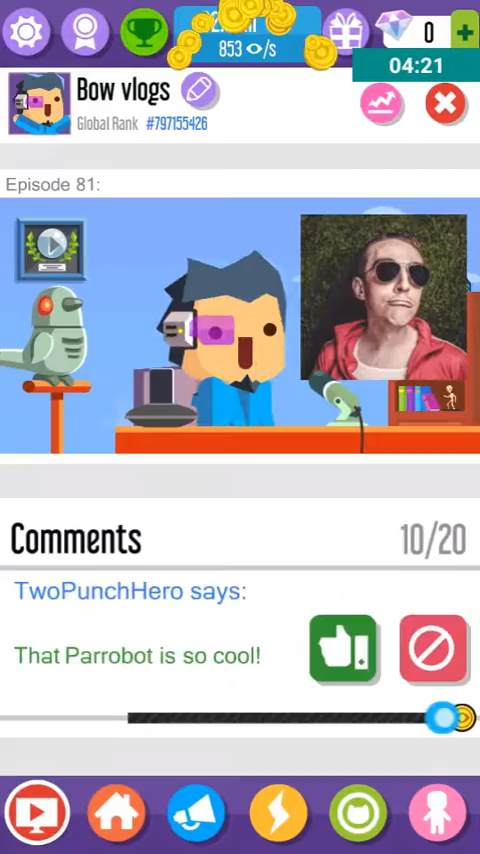 853 /s
0
04:21
Bow vlogs
Global Rank #797155426
Episode 81:
Comments 10/20
TwoPunchHero says:
That Parrobot is so cool!